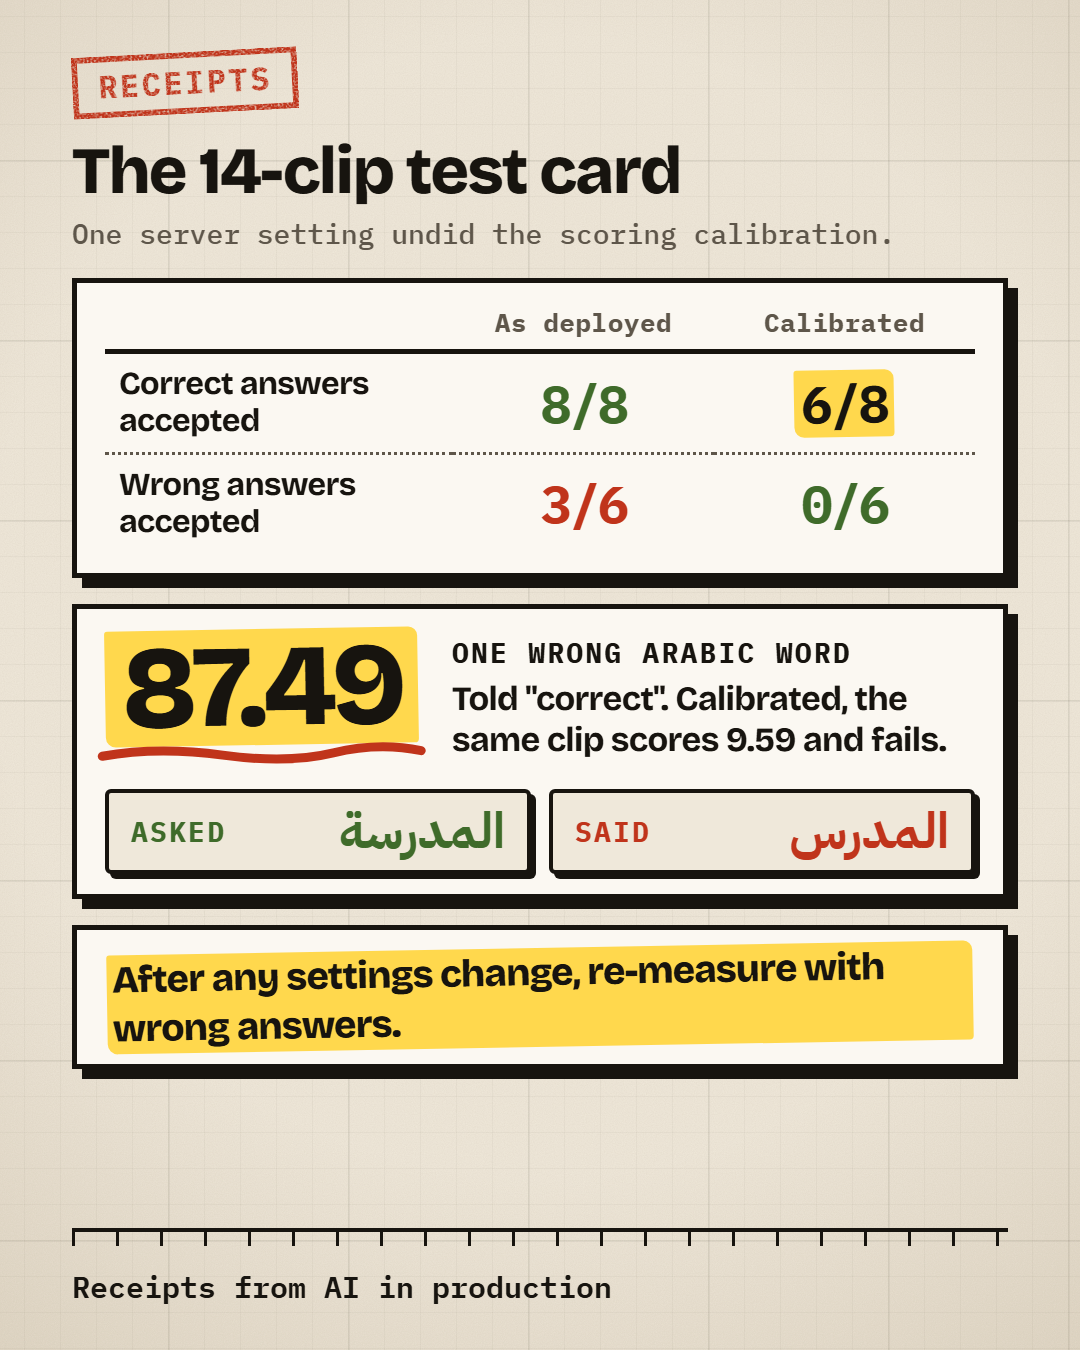 RECEIPTS
The 14-clip test card
One server setting undid the scoring calibration.
As deployed Calibrated
Correct answers accepted 8/8 6/8
Wrong answers accepted 3/6 0/6
87.49
ONE WRONG ARABIC WORD
Told "correct". Calibrated, the
same clip scores 9.59 and fails.
ASKED المدرسة
SAID المدرس
After any settings change, re-measure with
wrong answers.
Receipts from AI in production